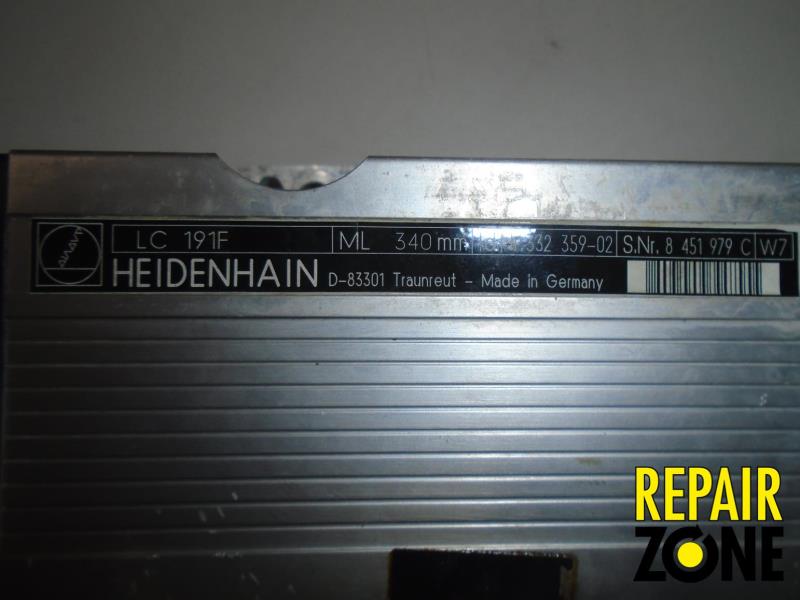 LC 191F ML 340 mm 332 359-02 S.Nr. 8 451 979 C W7
HEIDENHAIN D-83301 Traunreut - Made in Germany
REPAIR
ZONE